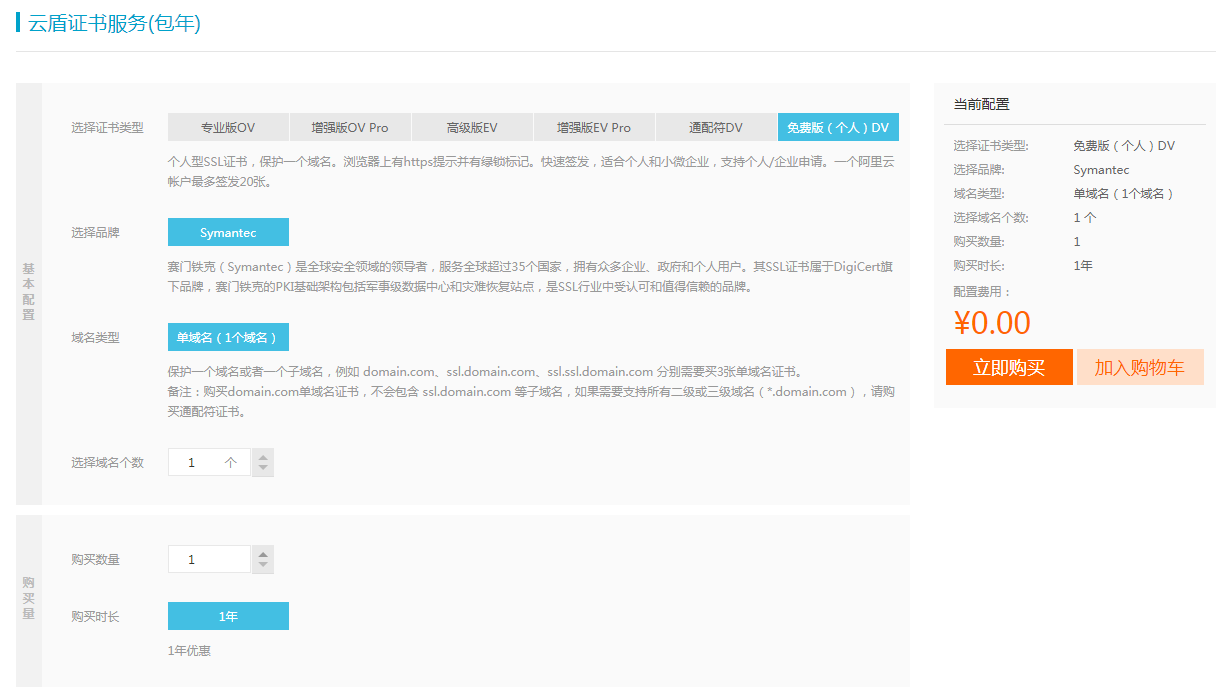 云盾证书服务(包年)
基本配置
选择证书类型
专业版OV
增强版OV Pro
高级版EV
增强版EV Pro
通配符DV
免费版（个人）DV
个人型SSL证书，保护一个域名。浏览器上有https提示并有绿锁标记。快速签发，适合个人和小微企业，支持个人/企业申请。一个阿里云
帐户最多签发20张。
选择品牌
Symantec
赛门铁克（Symantec）是全球安全领域的领导者，服务全球超过35个国家，拥有众多企业、政府和个人用户。其SSL证书属于DigiCert旗
下品牌，赛门铁克的PKI基础架构包括军事级数据中心和灾难恢复站点，是SSL行业中受认可和值得信赖的品牌。
域名类型
单域名（1个域名）
保护一个域名或者一个子域名，例如 domain.com、ssl.domain.com、ssl.ssl.domain.com 分别需要买3张单域名证书。
备注：购买domain.com单域名证书，不会包含 ssl.domain.com 等子域名，如果需要支持所有二级或三级域名（*.domain.com），请购
买通配符证书。
选择域名个数
1 个
购买量
购买数量
1
购买时长
1年
1年优惠
当前配置
选择证书类型: 免费版（个人）DV
选择品牌: Symantec
域名类型: 单域名（1个域名）
选择域名个数: 1 个
购买数量: 1
购买时长: 1年
配置费用：
¥0.00
立即购买
加入购物车